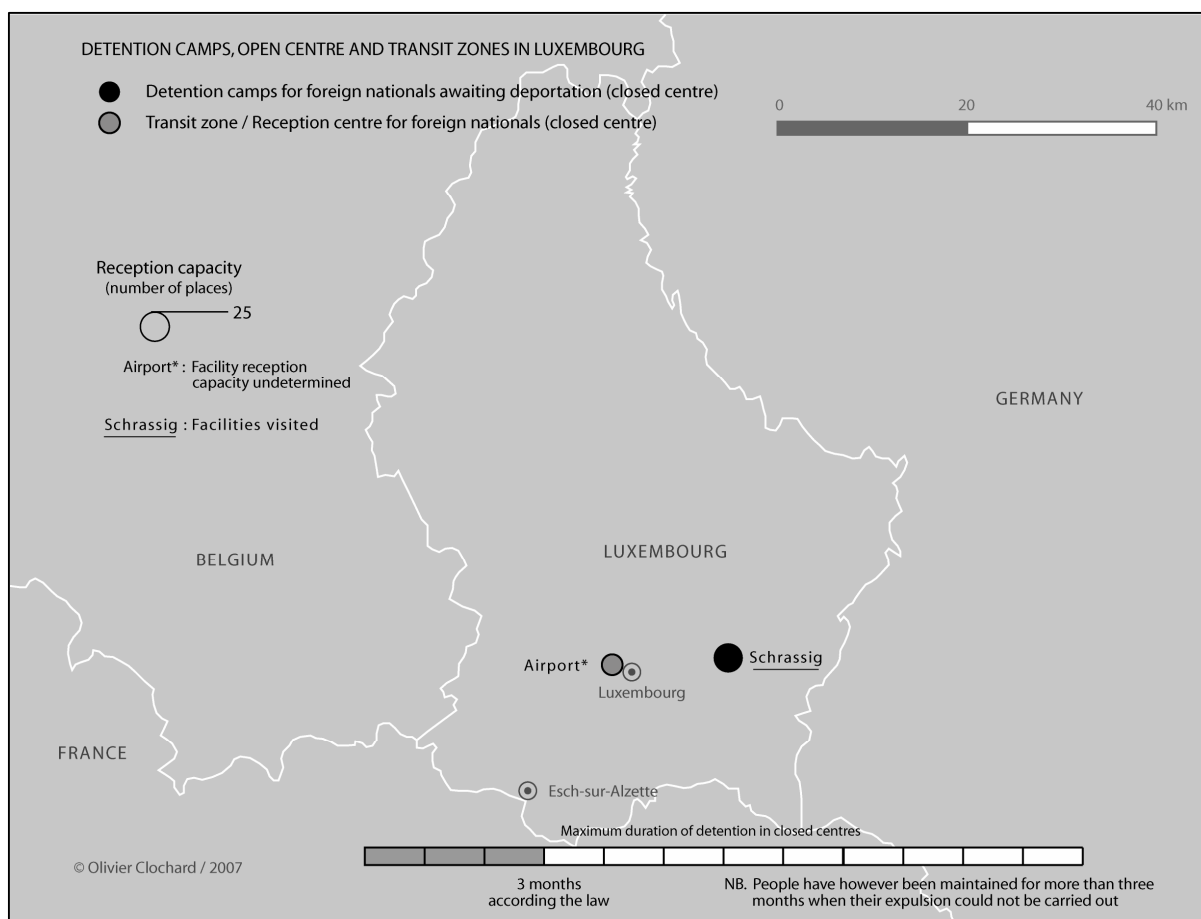 DETENTION CAMPS, OPEN CENTRE AND TRANSIT ZONES IN LUXEMBOURG
Detention camps for foreign nationals awaiting deportation (closed centre)
Transit zone / Reception centre for foreign nationals (closed centre)
0 20 40 km
Reception capacity
(number of places)
25
Airport* : Facility reception
capacity undetermined
Schrassig : Facilities visited
GERMANY
BELGIUM
LUXEMBOURG
Airport*
Schrassig
Luxembourg
FRANCE
Esch-sur-Alzette
Maximum duration of detention in closed centres
© Olivier Clochard / 2007
3 months
according the law
NB. People have however been maintained for more than three
months when their expulsion could not be carried out